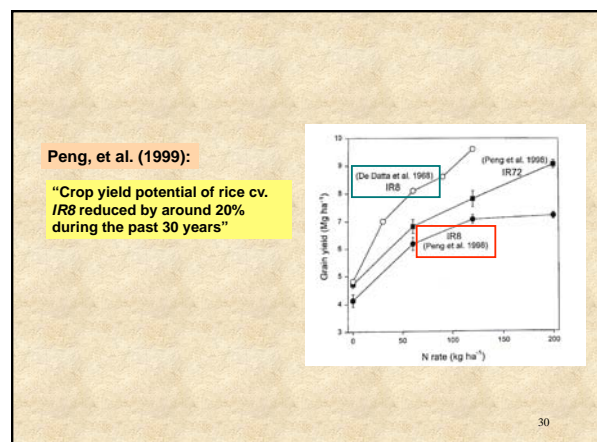 Peng, et al. (1999):
“Crop yield potential of rice cv.
IR8 reduced by around 20%
during the past 30 years”
10
9
8
7
6
5
4
3
Grain yield (Mg ha⁻¹)
(De Datta et al. 1968)
IR8
(Peng et al. 1998)
IR72
IR8
(Peng et al. 1998)
0 50 100 150 200
N rate (kg ha⁻¹)
30